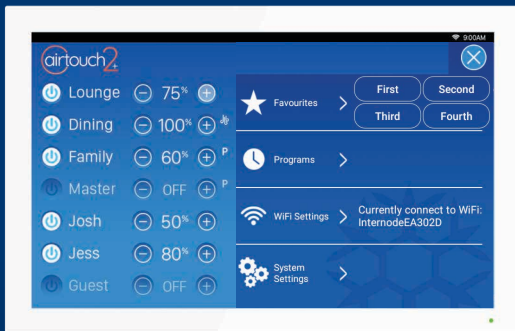 9:00AM
airtouch2+
Lounge 75%
Dining 100%
Family 60% P
Master OFF P
Josh 50%
Jess 80%
Guest OFF
Favourites
First Second
Third Fourth
Programs
WiFi Settings
Currently connect to WiFi:
InternodeEA302D
System
Settings